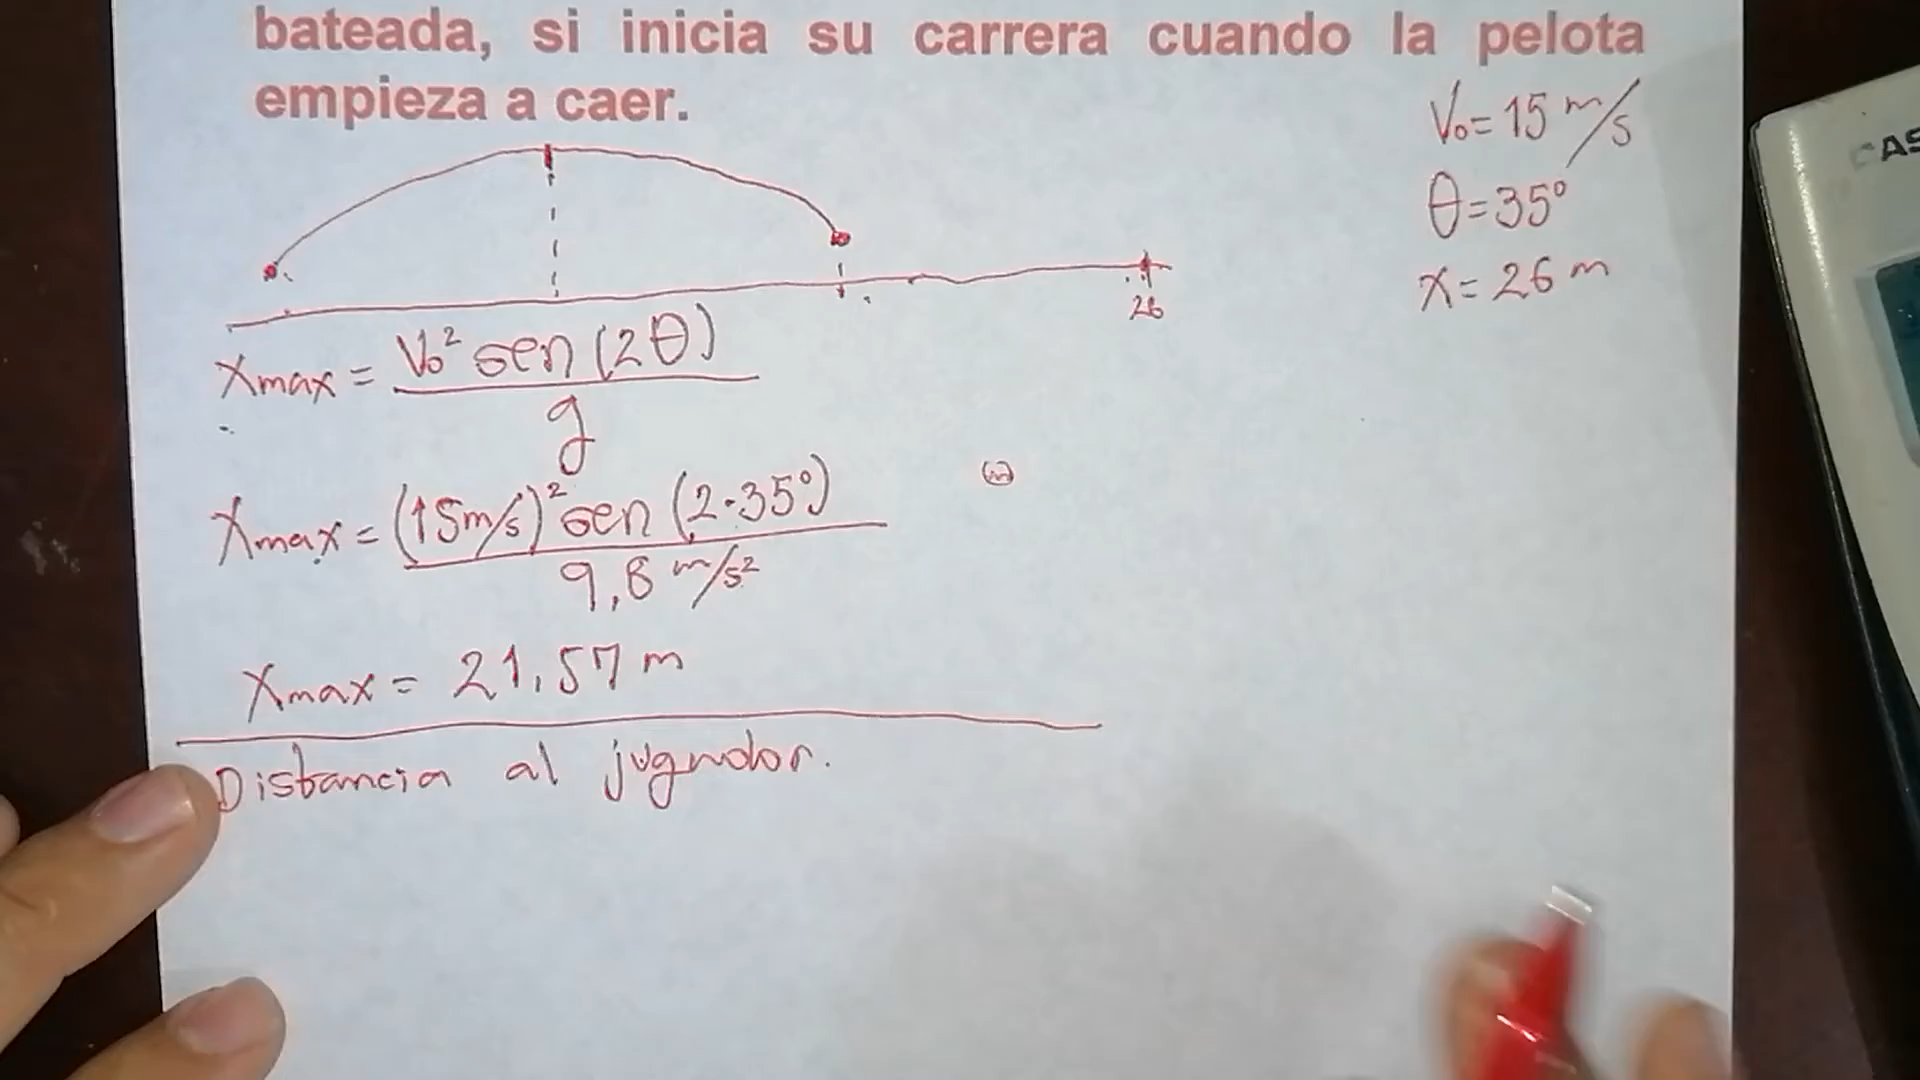 bateada, si inicia su carrera cuando la pelota
empieza a caer.
V₀ = 15 m/s
θ = 35°
x = 26 m
26
Xmax = V₀² sen (2θ) / g
Xmax = (15 m/s)² sen (2·35°) / 9,8 m/s²
Xmax = 21,57 m
Distancia al jugador.